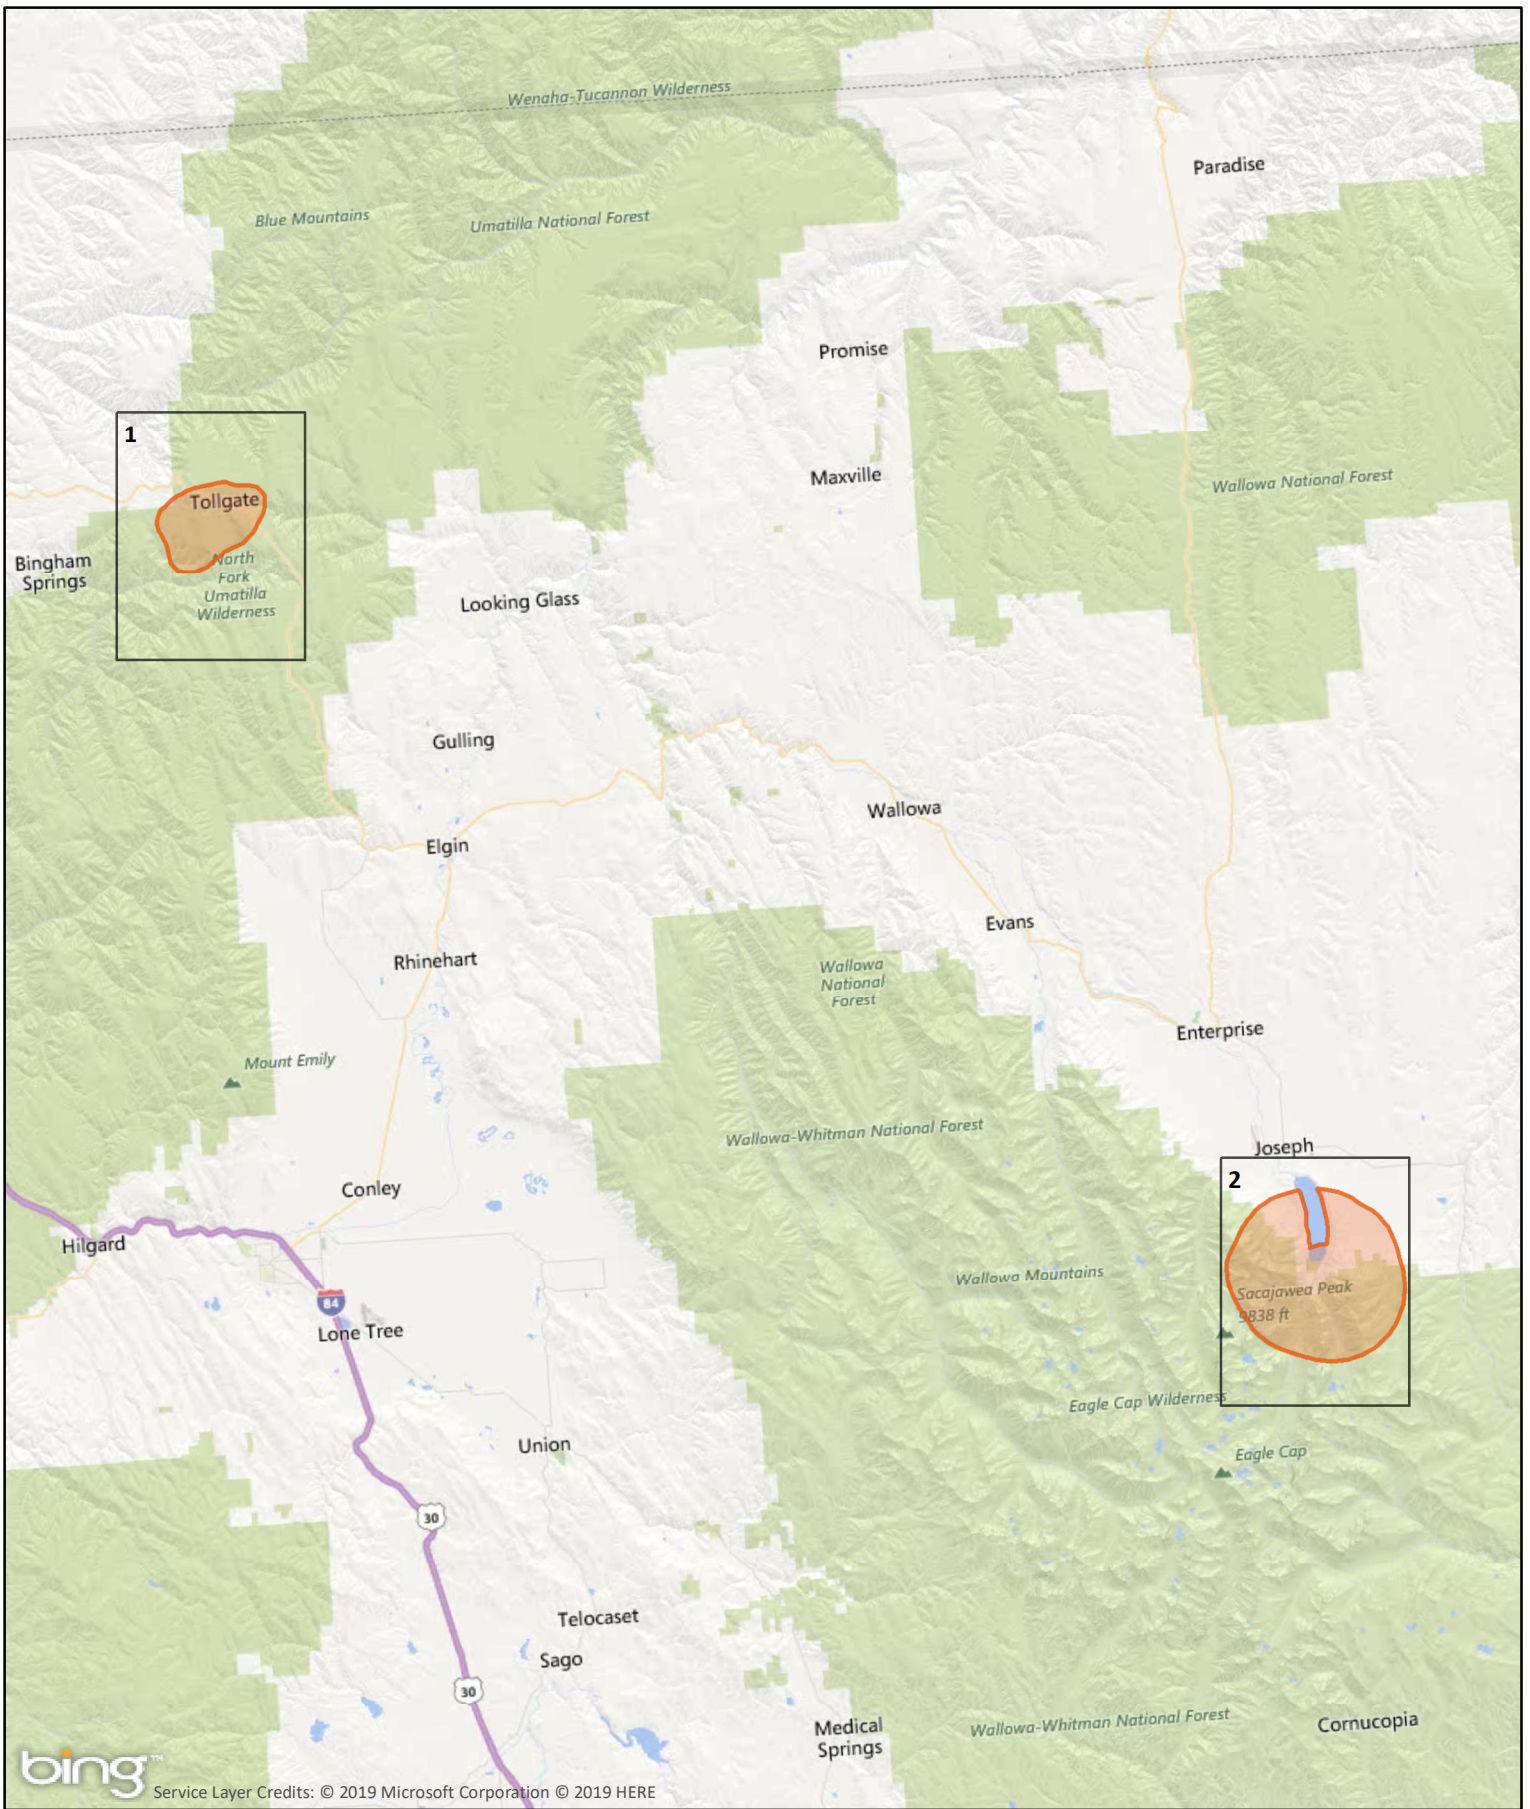 Wenaha-Tucannon Wilderness
Paradise
Blue Mountains
Umatilla National Forest
Promise
1
Maxville
Wallowa National Forest
Tollgate
Bingham
Springs
North
Fork
Umatilla
Wilderness
Looking Glass
Gulling
Wallowa
Elgin
Evans
Rhinehart
Wallowa
National
Forest
Enterprise
Mount Emily
Wallowa-Whitman National Forest
Joseph
2
Conley
Hilgard
Wallowa Mountains
Sacajawea Peak
9838 ft
84
Lone Tree
Eagle Cap Wilderness
Union
Eagle Cap
30
Telocaset
Sago
30
Medical
Springs
Wallowa-Whitman National Forest
Cornucopia
bing™
Service Layer Credits: © 2019 Microsoft Corporation © 2019 HERE